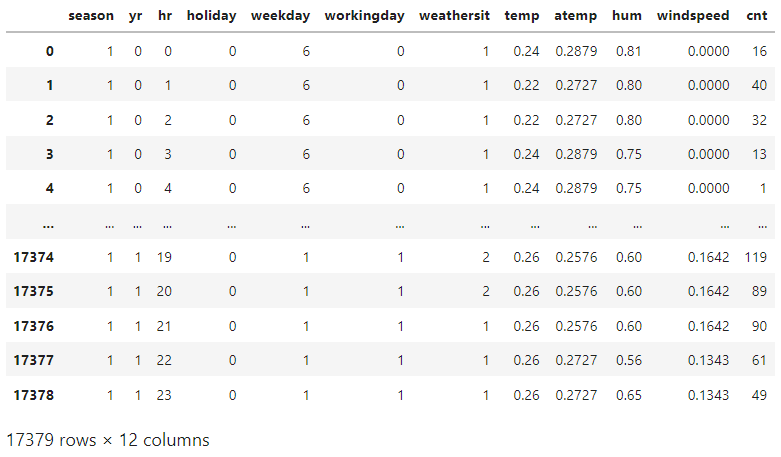 season yr hr holiday weekday workingday weathersit temp atemp hum windspeed cnt
0 1 0 0 0 6 0 1 0.24 0.2879 0.81 0.0000 16
1 1 0 1 0 6 0 1 0.22 0.2727 0.80 0.0000 40
2 1 0 2 0 6 0 1 0.22 0.2727 0.80 0.0000 32
3 1 0 3 0 6 0 1 0.24 0.2879 0.75 0.0000 13
4 1 0 4 0 6 0 1 0.24 0.2879 0.75 0.0000 1
... ... ... ... ... ... ... ... ... ... ... ... ...
17374 1 1 19 0 1 1 2 0.26 0.2576 0.60 0.1642 119
17375 1 1 20 0 1 1 2 0.26 0.2576 0.60 0.1642 89
17376 1 1 21 0 1 1 1 0.26 0.2576 0.60 0.1642 90
17377 1 1 22 0 1 1 1 0.26 0.2727 0.56 0.1343 61
17378 1 1 23 0 1 1 1 0.26 0.2727 0.65 0.1343 49
17379 rows × 12 columns